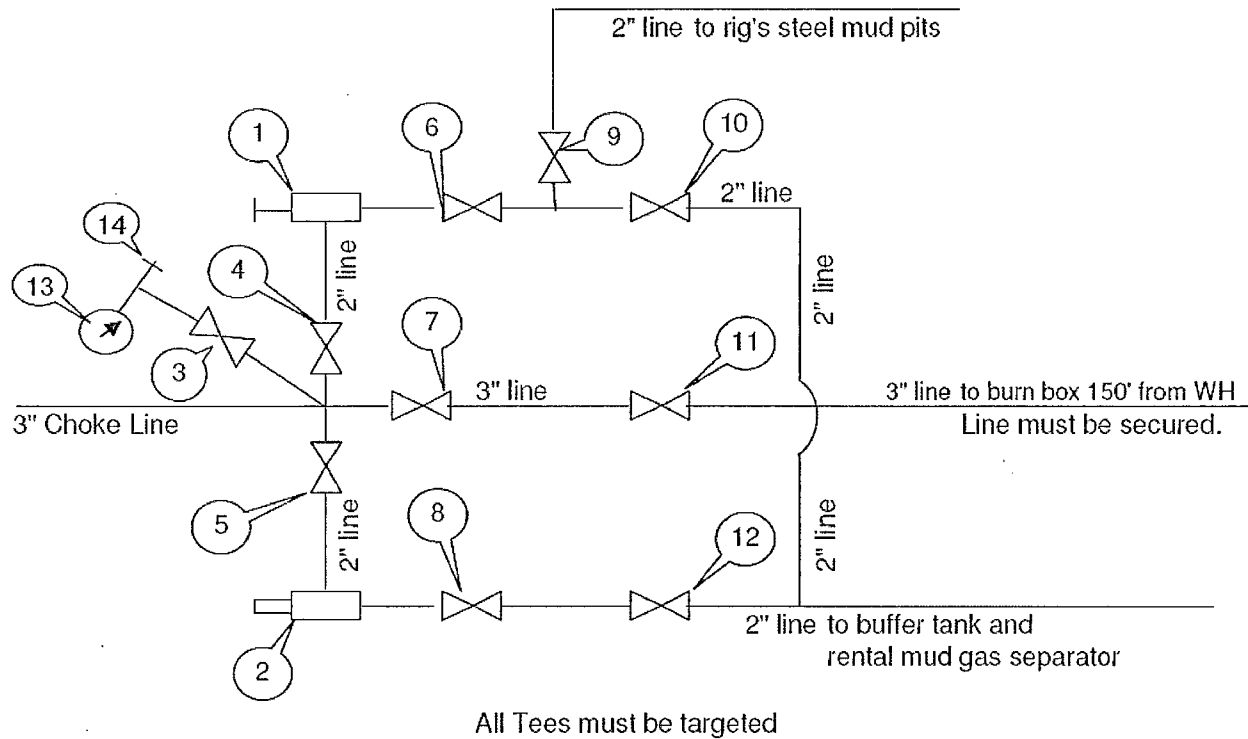 2" line to rig's steel mud pits
1
6
9
10
2" line
14
4
2" line
2" line
13
3
7
11
3" line
3" line to burn box 150' from WH
3" Choke Line
Line must be secured.
5
8
12
2" line
2" line
2" line to buffer tank and
rental mud gas separator
2
All Tees must be targeted